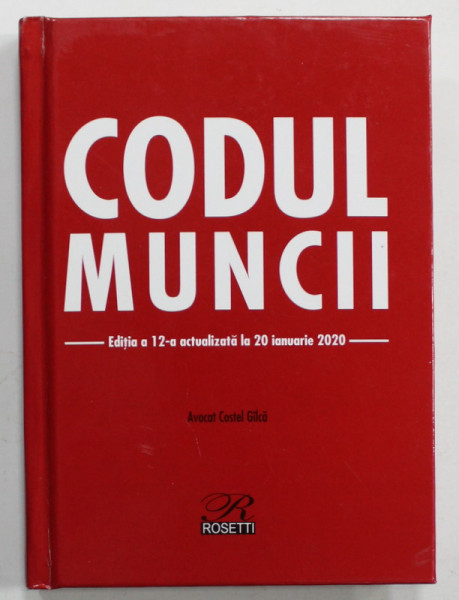 CODUL
MUNCII
Ediția a 12-a actualizată la 20 ianuarie 2020
Avocat Costel Gîlcă
R
ROSETTI